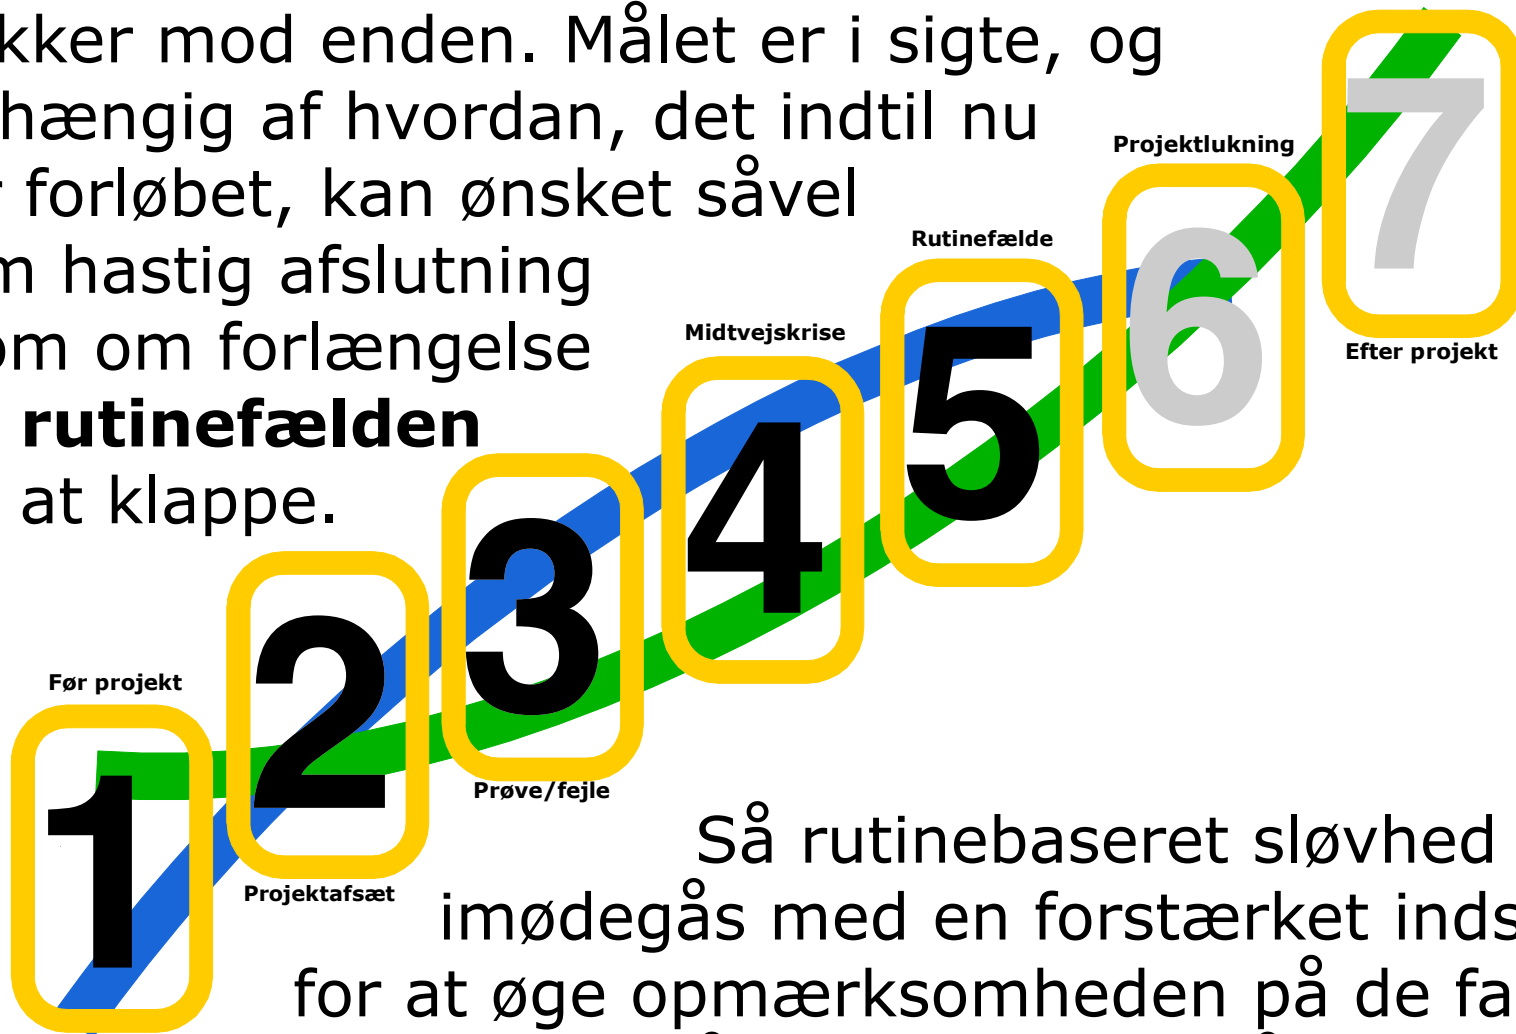 kker mod enden. Målet er i sigte, og
hængig af hvordan, det indtil nu
r forløbet, kan ønsket såvel
m hastig afslutning
om om forlængelse
rutinefælden
at klappe.
7
Efter projekt
Projektlukning
6
Rutinefælde
5
Midtvejskrise
4
3
Prøve/fejle
2
Projektafsæt
Før projekt
1
Så rutinebaseret sløvhed
imødegås med en forstærket inds
for at øge opmærksomheden på de fa